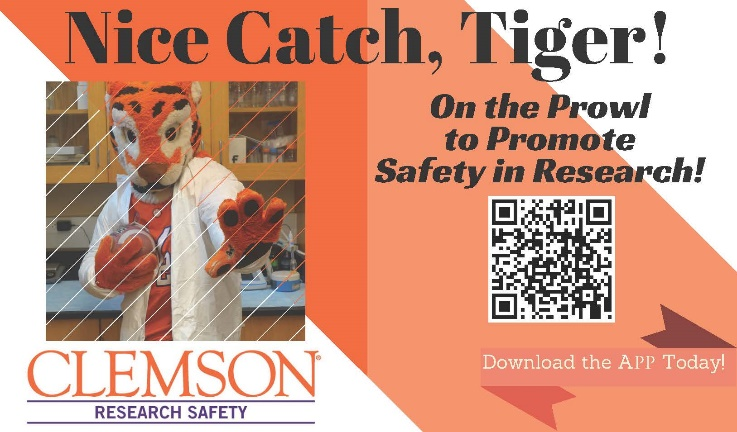 Nice Catch, Tiger!
On the Prowl
to Promote
Safety in Research!
Download the APP Today!
CLEMSON®
RESEARCH SAFETY